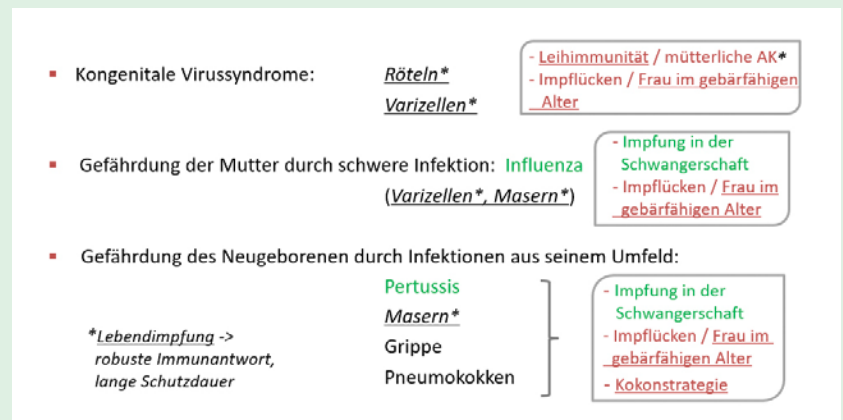 ▪ Kongenitale Virussyndrome: Röteln*
Varizellen*
- Leihimmunität / mütterliche AK*
- Impflücken / Frau im gebärfähigen
Alter
▪ Gefährdung der Mutter durch schwere Infektion: Influenza
(Varizellen*, Masern*)
- Impfung in der
Schwangerschaft
- Impflücken / Frau im
gebärfähigen Alter
▪ Gefährdung des Neugeborenen durch Infektionen aus seinem Umfeld:
Pertussis
Masern*
Grippe
Pneumokokken
- Impfung in der
Schwangerschaft
- Impflücken / Frau im
gebärfähigen Alter
- Kokonstrategie
*Lebendimpfung ->
robuste Immunantwort,
lange Schutzdauer